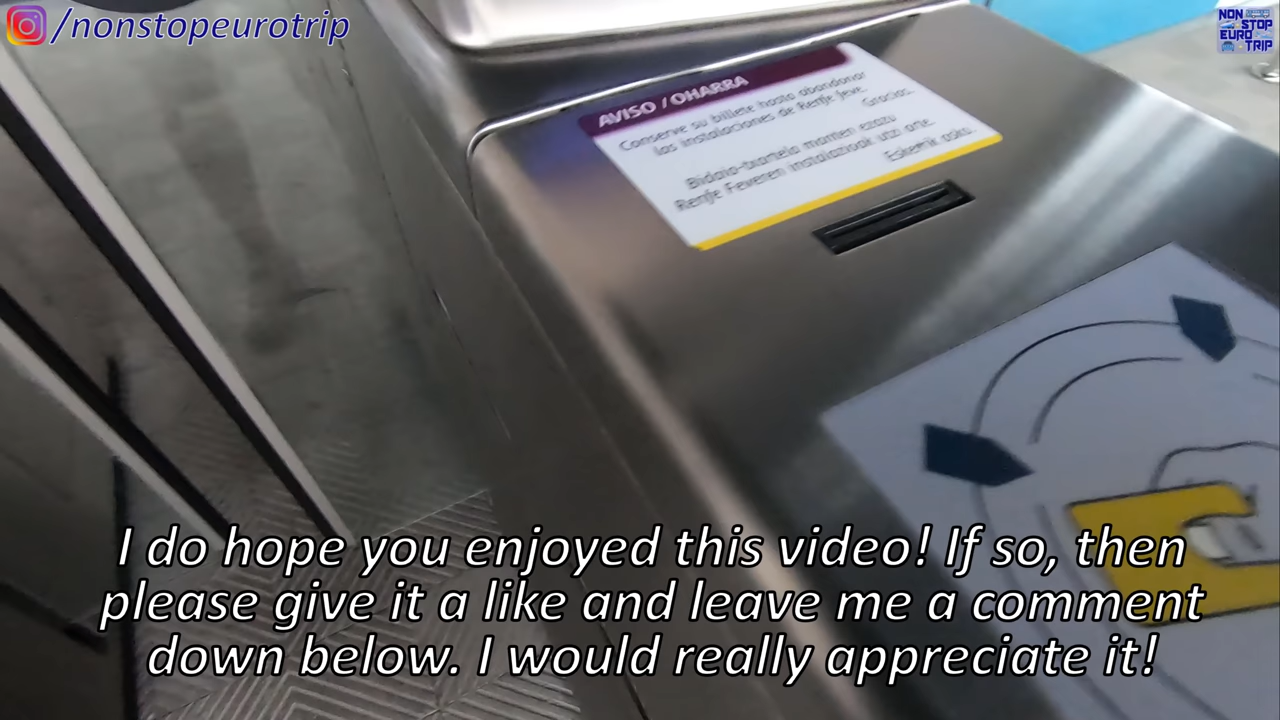 /nonstopeurotrip
NON
STOP
EURO
TRIP
AVISO / OHARRA
Conserve su billete hasta abandonar
las instalaciones de Renfe Feve.
Gracias.
Bidaia-txartela manten ezazu
Renfe Feveren instalazioak utzi arte.
Eskerrik asko.
I do hope you enjoyed this video! If so, then
please give it a like and leave me a comment
down below. I would really appreciate it!